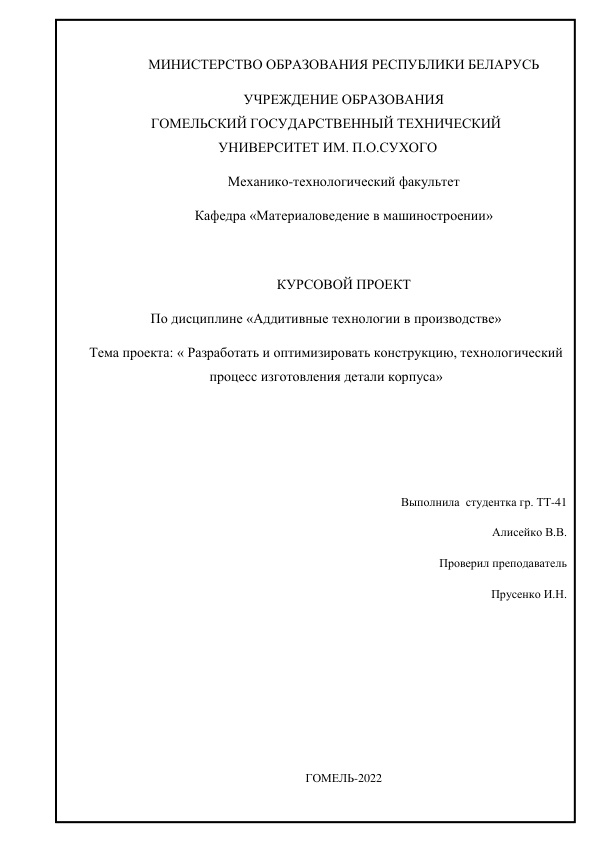 МИНИСТЕРСТВО ОБРАЗОВАНИЯ РЕСПУБЛИКИ БЕЛАРУСЬ
УЧРЕЖДЕНИЕ ОБРАЗОВАНИЯ
ГОМЕЛЬСКИЙ ГОСУДАРСТВЕННЫЙ ТЕХНИЧЕСКИЙ
УНИВЕРСИТЕТ ИМ. П.О.СУХОГО
Механико-технологический факультет
Кафедра «Материаловедение в машиностроении»
КУРСОВОЙ ПРОЕКТ
По дисциплине «Аддитивные технологии в производстве»
Тема проекта: « Разработать и оптимизировать конструкцию, технологический
процесс изготовления детали корпуса»
Выполнила  студентка гр. ТТ-41
Алисейко В.В.
Проверил преподаватель
Прусенко И.Н.
ГОМЕЛЬ-2022